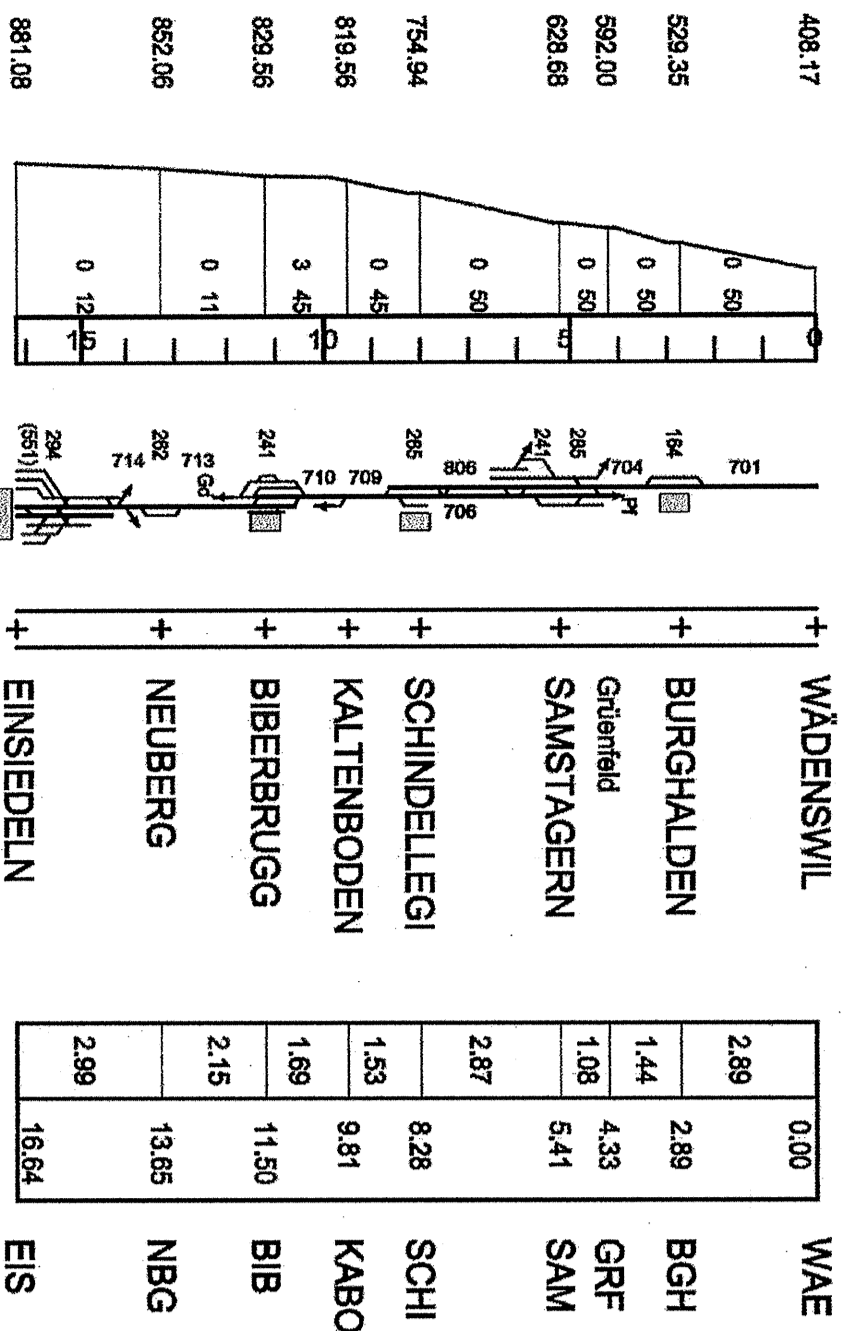 408.17 0 WÄDENSWIL 0.00 WAE
0 50 701 2.89
529.35 164 BURGHALDEN 2.89 BGH
0 50 704 1.44
592.00 Pf Grüenfeld 4.33 GRF
0 50 285 1.08
628.68 5 241 SAMSTAGERN 5.41 SAM
0 50 806 706 2.87
754.94 285 SCHINDELLEGI 8.28 SCHI
0 45 709 1.53
819.56 10 KALTENBODEN 9.81 KABO
3 45 710 1.69
829.56 241 BIBERBRUGG 11.50 BIB
0 11 713 2.15
852.06 262 NEUBERG 13.65 NBG
0 12 15 714 2.99
294
881.08 (551) EINSIEDELN 16.64 EIS